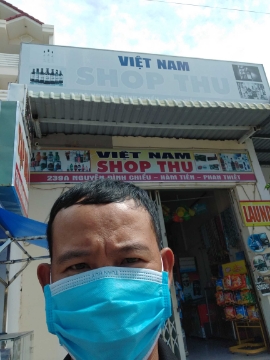 VIỆT NAM
SHOP THU
VIỆT NAM
SHOP THU
239A NGUYỄN ĐÌNH CHIỂU - HÀM TIẾN - PHAN THIẾT
LAUN